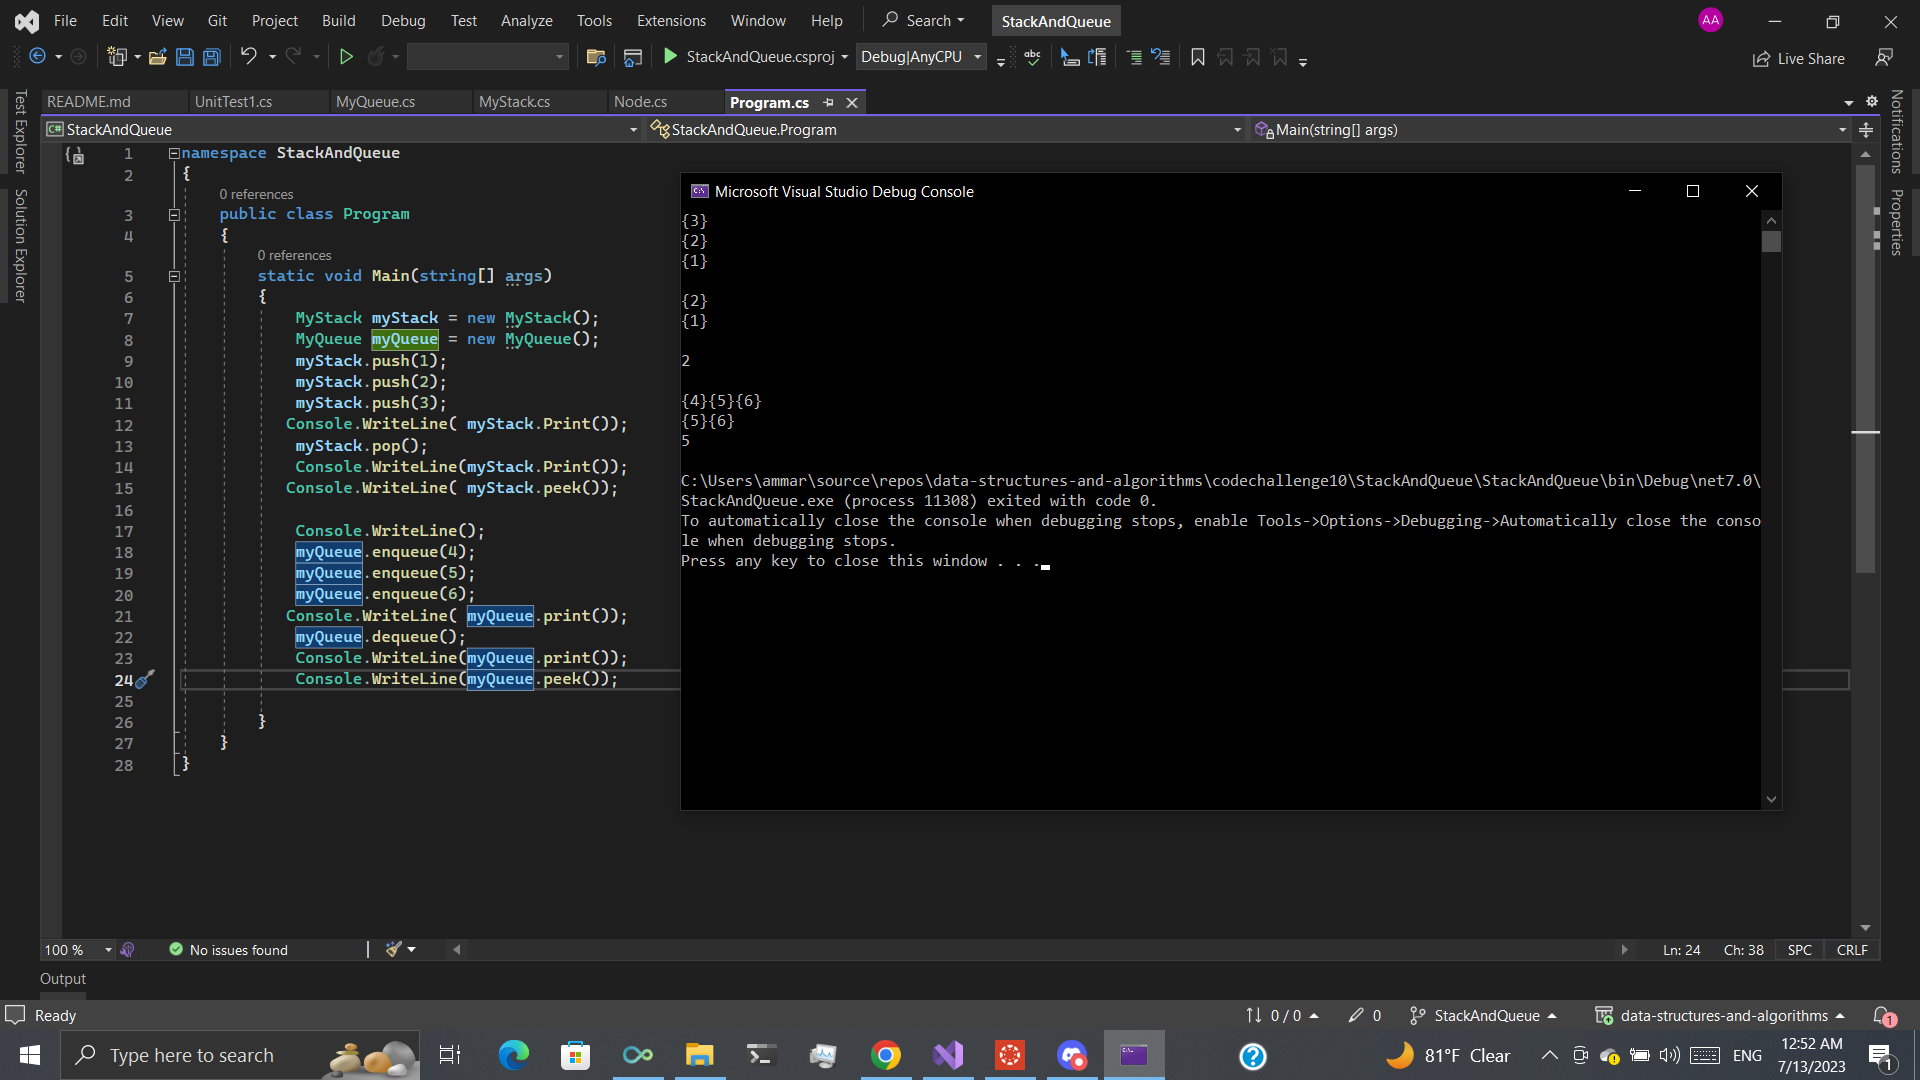 File Edit View Git Project Build Debug Test Analyze Tools Extensions Window Help Search StackAndQueue AA
StackAndQueue.csproj Debug|AnyCPU abc Live Share
README.md UnitTest1.cs MyQueue.cs MyStack.cs Node.cs Program.cs
C# StackAndQueue StackAndQueue.Program Main(string[] args)
Test Explorer
Solution Explorer
Notifications
Properties
1 namespace StackAndQueue
2 {
0 references
3 public class Program
4 {
0 references
5 static void Main(string[] args)
6 {
7 MyStack myStack = new MyStack();
8 MyQueue myQueue = new MyQueue();
9 myStack.push(1);
10 myStack.push(2);
11 myStack.push(3);
12 Console.WriteLine( myStack.Print());
13 myStack.pop();
14 Console.WriteLine(myStack.Print());
15 Console.WriteLine( myStack.peek());
16
17 Console.WriteLine();
18 myQueue.enqueue(4);
19 myQueue.enqueue(5);
20 myQueue.enqueue(6);
21 Console.WriteLine( myQueue.print());
22 myQueue.dequeue();
23 Console.WriteLine(myQueue.print());
24 Console.WriteLine(myQueue.peek());
25
26 }
27 }
28 }
Microsoft Visual Studio Debug Console
{3}
{2}
{1}
{2}
{1}
2
{4}{5}{6}
{5}{6}
5
C:\Users\ammar\source\repos\data-structures-and-algorithms\codechallenge10\StackAndQueue\StackAndQueue\bin\Debug\net7.0\
StackAndQueue.exe (process 11308) exited with code 0.
To automatically close the console when debugging stops, enable Tools->Options->Debugging->Automatically close the conso
le when debugging stops.
Press any key to close this window . . .
100 % No issues found Ln: 24 Ch: 38 SPC CRLF
Output
Ready 0 / 0 0 StackAndQueue data-structures-and-algorithms 1
Type here to search 81°F Clear ENG 12:52 AM
7/13/2023 1